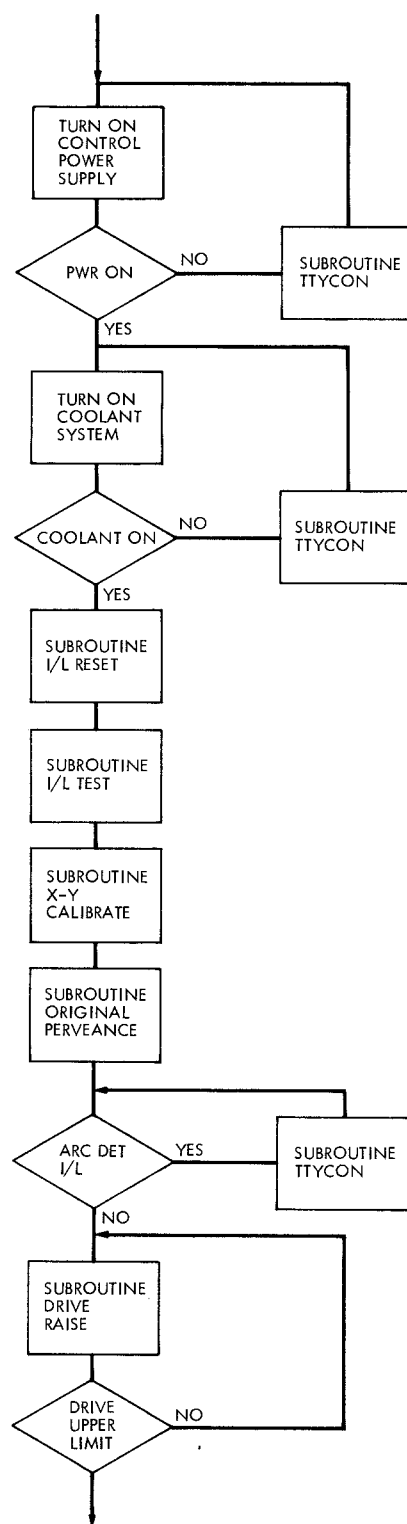 TURN ON
CONTROL
POWER
SUPPLY
PWR ON
NO
SUBROUTINE
TTYCON
YES
TURN ON
COOLANT
SYSTEM
COOLANT ON
NO
SUBROUTINE
TTYCON
YES
SUBROUTINE
I/L RESET
SUBROUTINE
I/L TEST
SUBROUTINE
X-Y
CALIBRATE
SUBROUTINE
ORIGINAL
PERVEANCE
ARC DET
I/L
YES
SUBROUTINE
TTYCON
NO
SUBROUTINE
DRIVE
RAISE
DRIVE
UPPER
LIMIT
NO